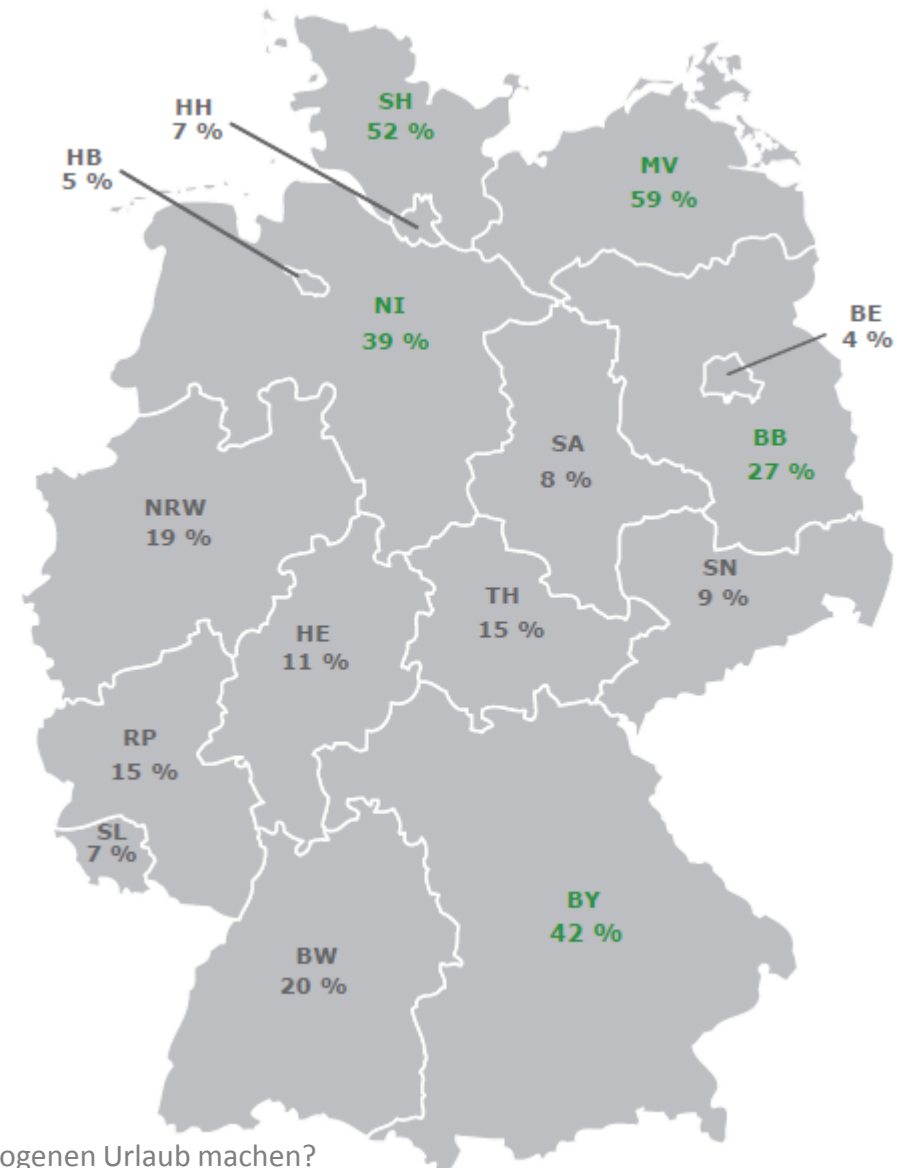 SH
52 %
HH
7 %
HB
5 %
MV
59 %
NI
39 %
BE
4 %
BB
27 %
SA
8 %
NRW
19 %
SN
9 %
TH
15 %
HE
11 %
RP
15 %
SL
7 %
BY
42 %
BW
20 %
Urlaub machen?